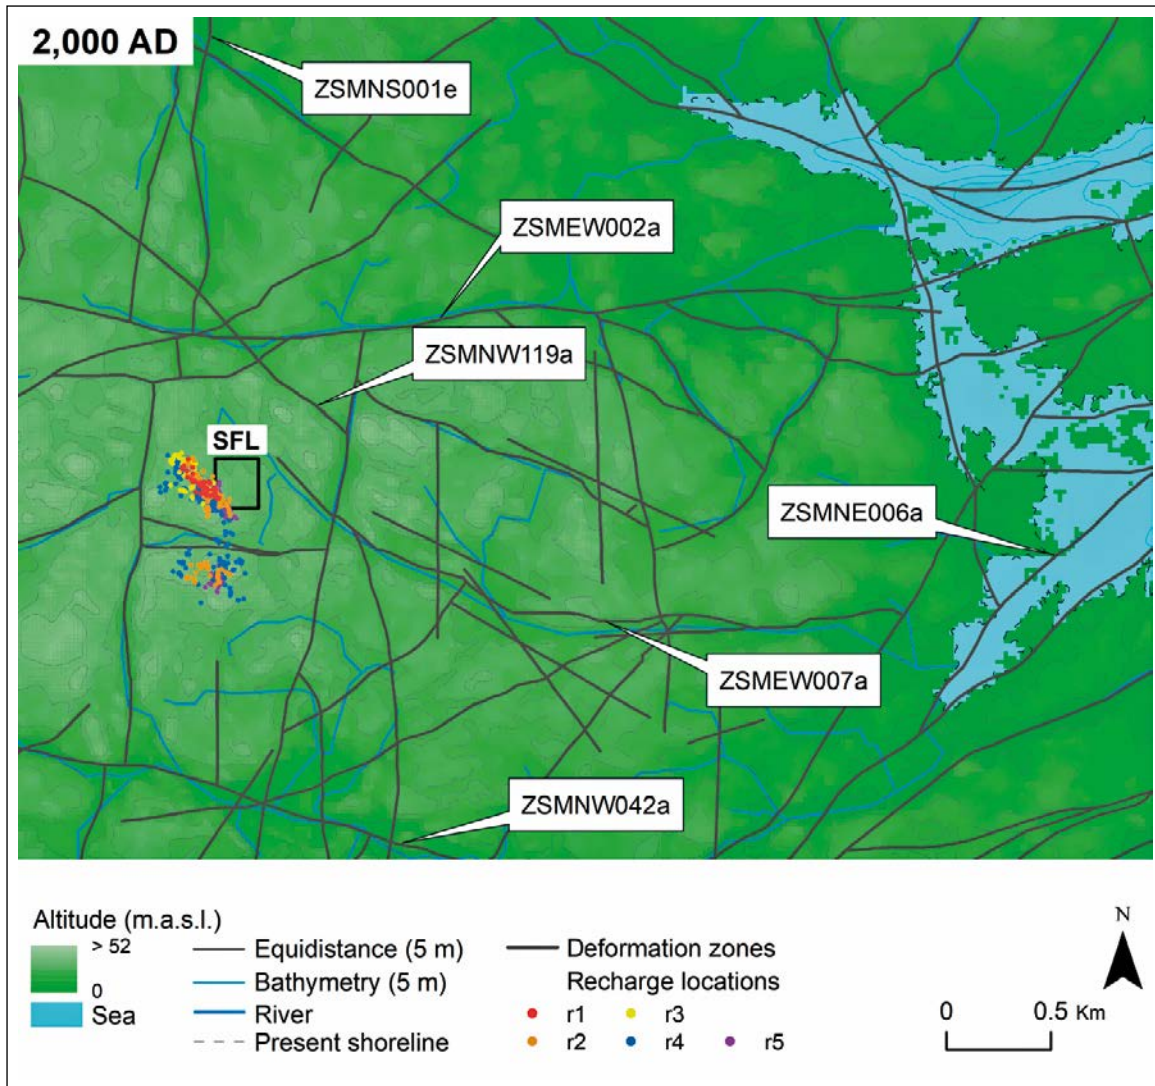 2,000 AD
ZSMNS001e
ZSMEW002a
ZSMNW119a
SFL
ZSMNE006a
ZSMEW007a
ZSMNW042a
Altitude (m.a.s.l.)
> 52
0
Sea
Equidistance (5 m)
Bathymetry (5 m)
River
Present shoreline
Deformation zones
Recharge locations
r1 r3
r2 r4 r5
N
0 0.5 Km